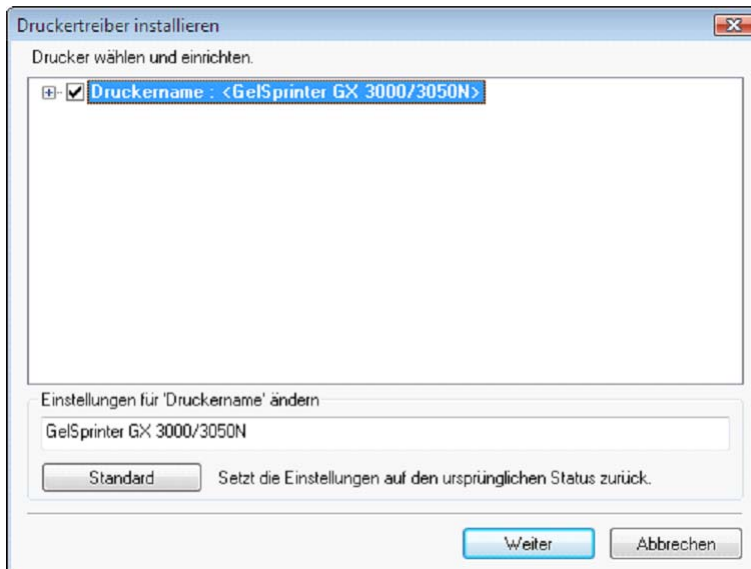 Druckertreiber installieren
Drucker wählen und einrichten.
Druckername : <GelSprinter GX 3000/3050N>
Einstellungen für 'Druckername' ändern
GelSprinter GX 3000/3050N
Standard Setzt die Einstellungen auf den ursprünglichen Status zurück.
Weiter Abbrechen